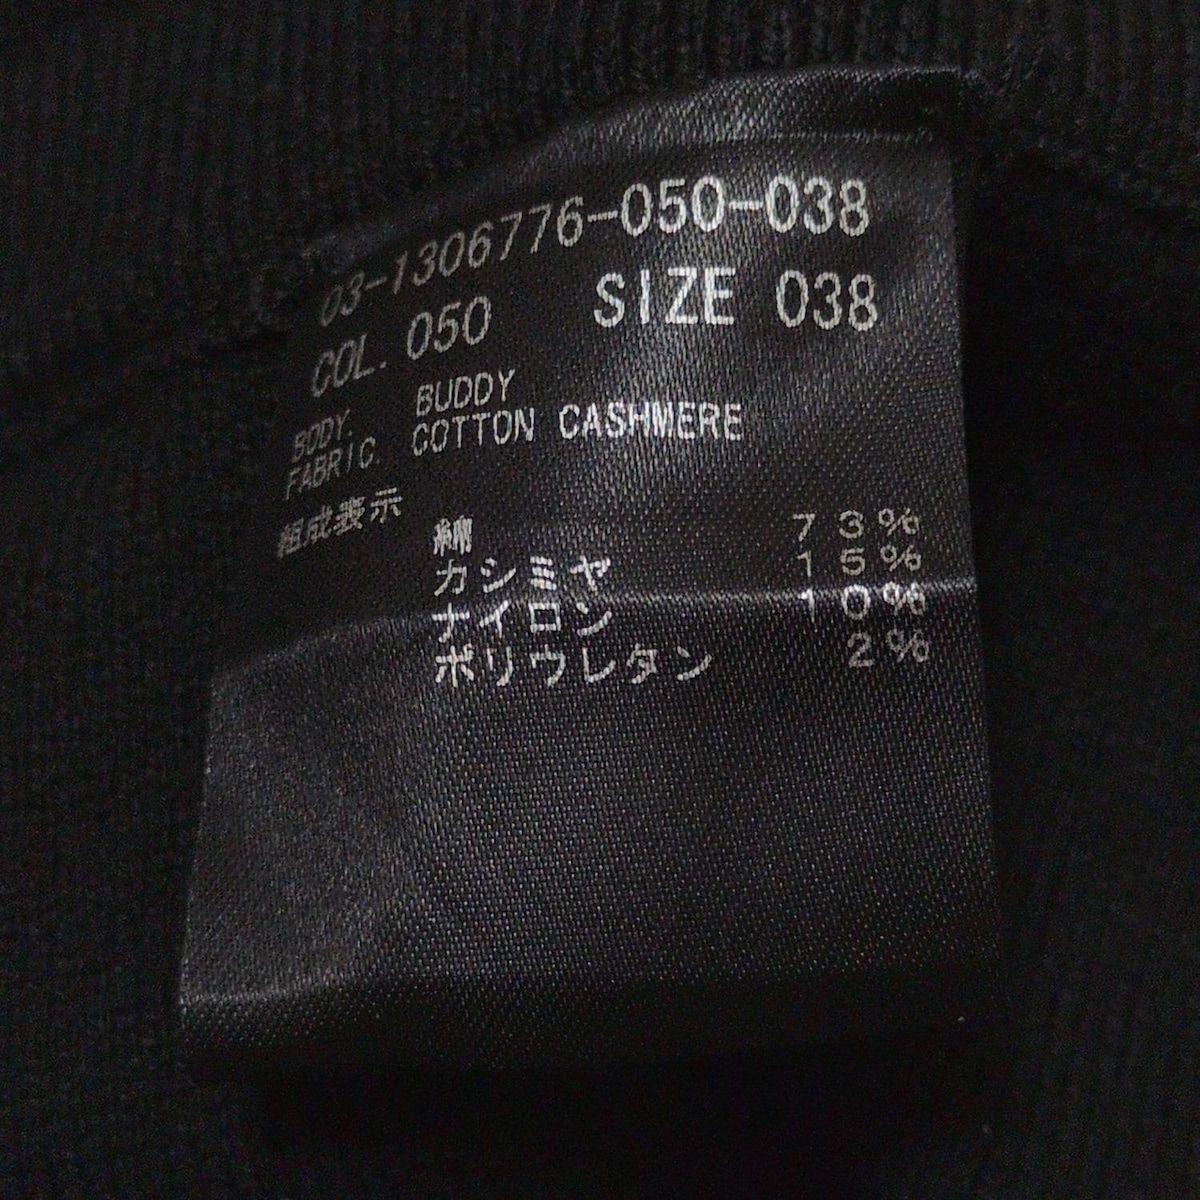 03-1306776-050-038
COL. 050 SIZE 038
BODY. BUDDY
FABRIC. COTTON CASHMERE
組成表示
綿 73%
カシミヤ 15%
ナイロン 10%
ポリウレタン 2%